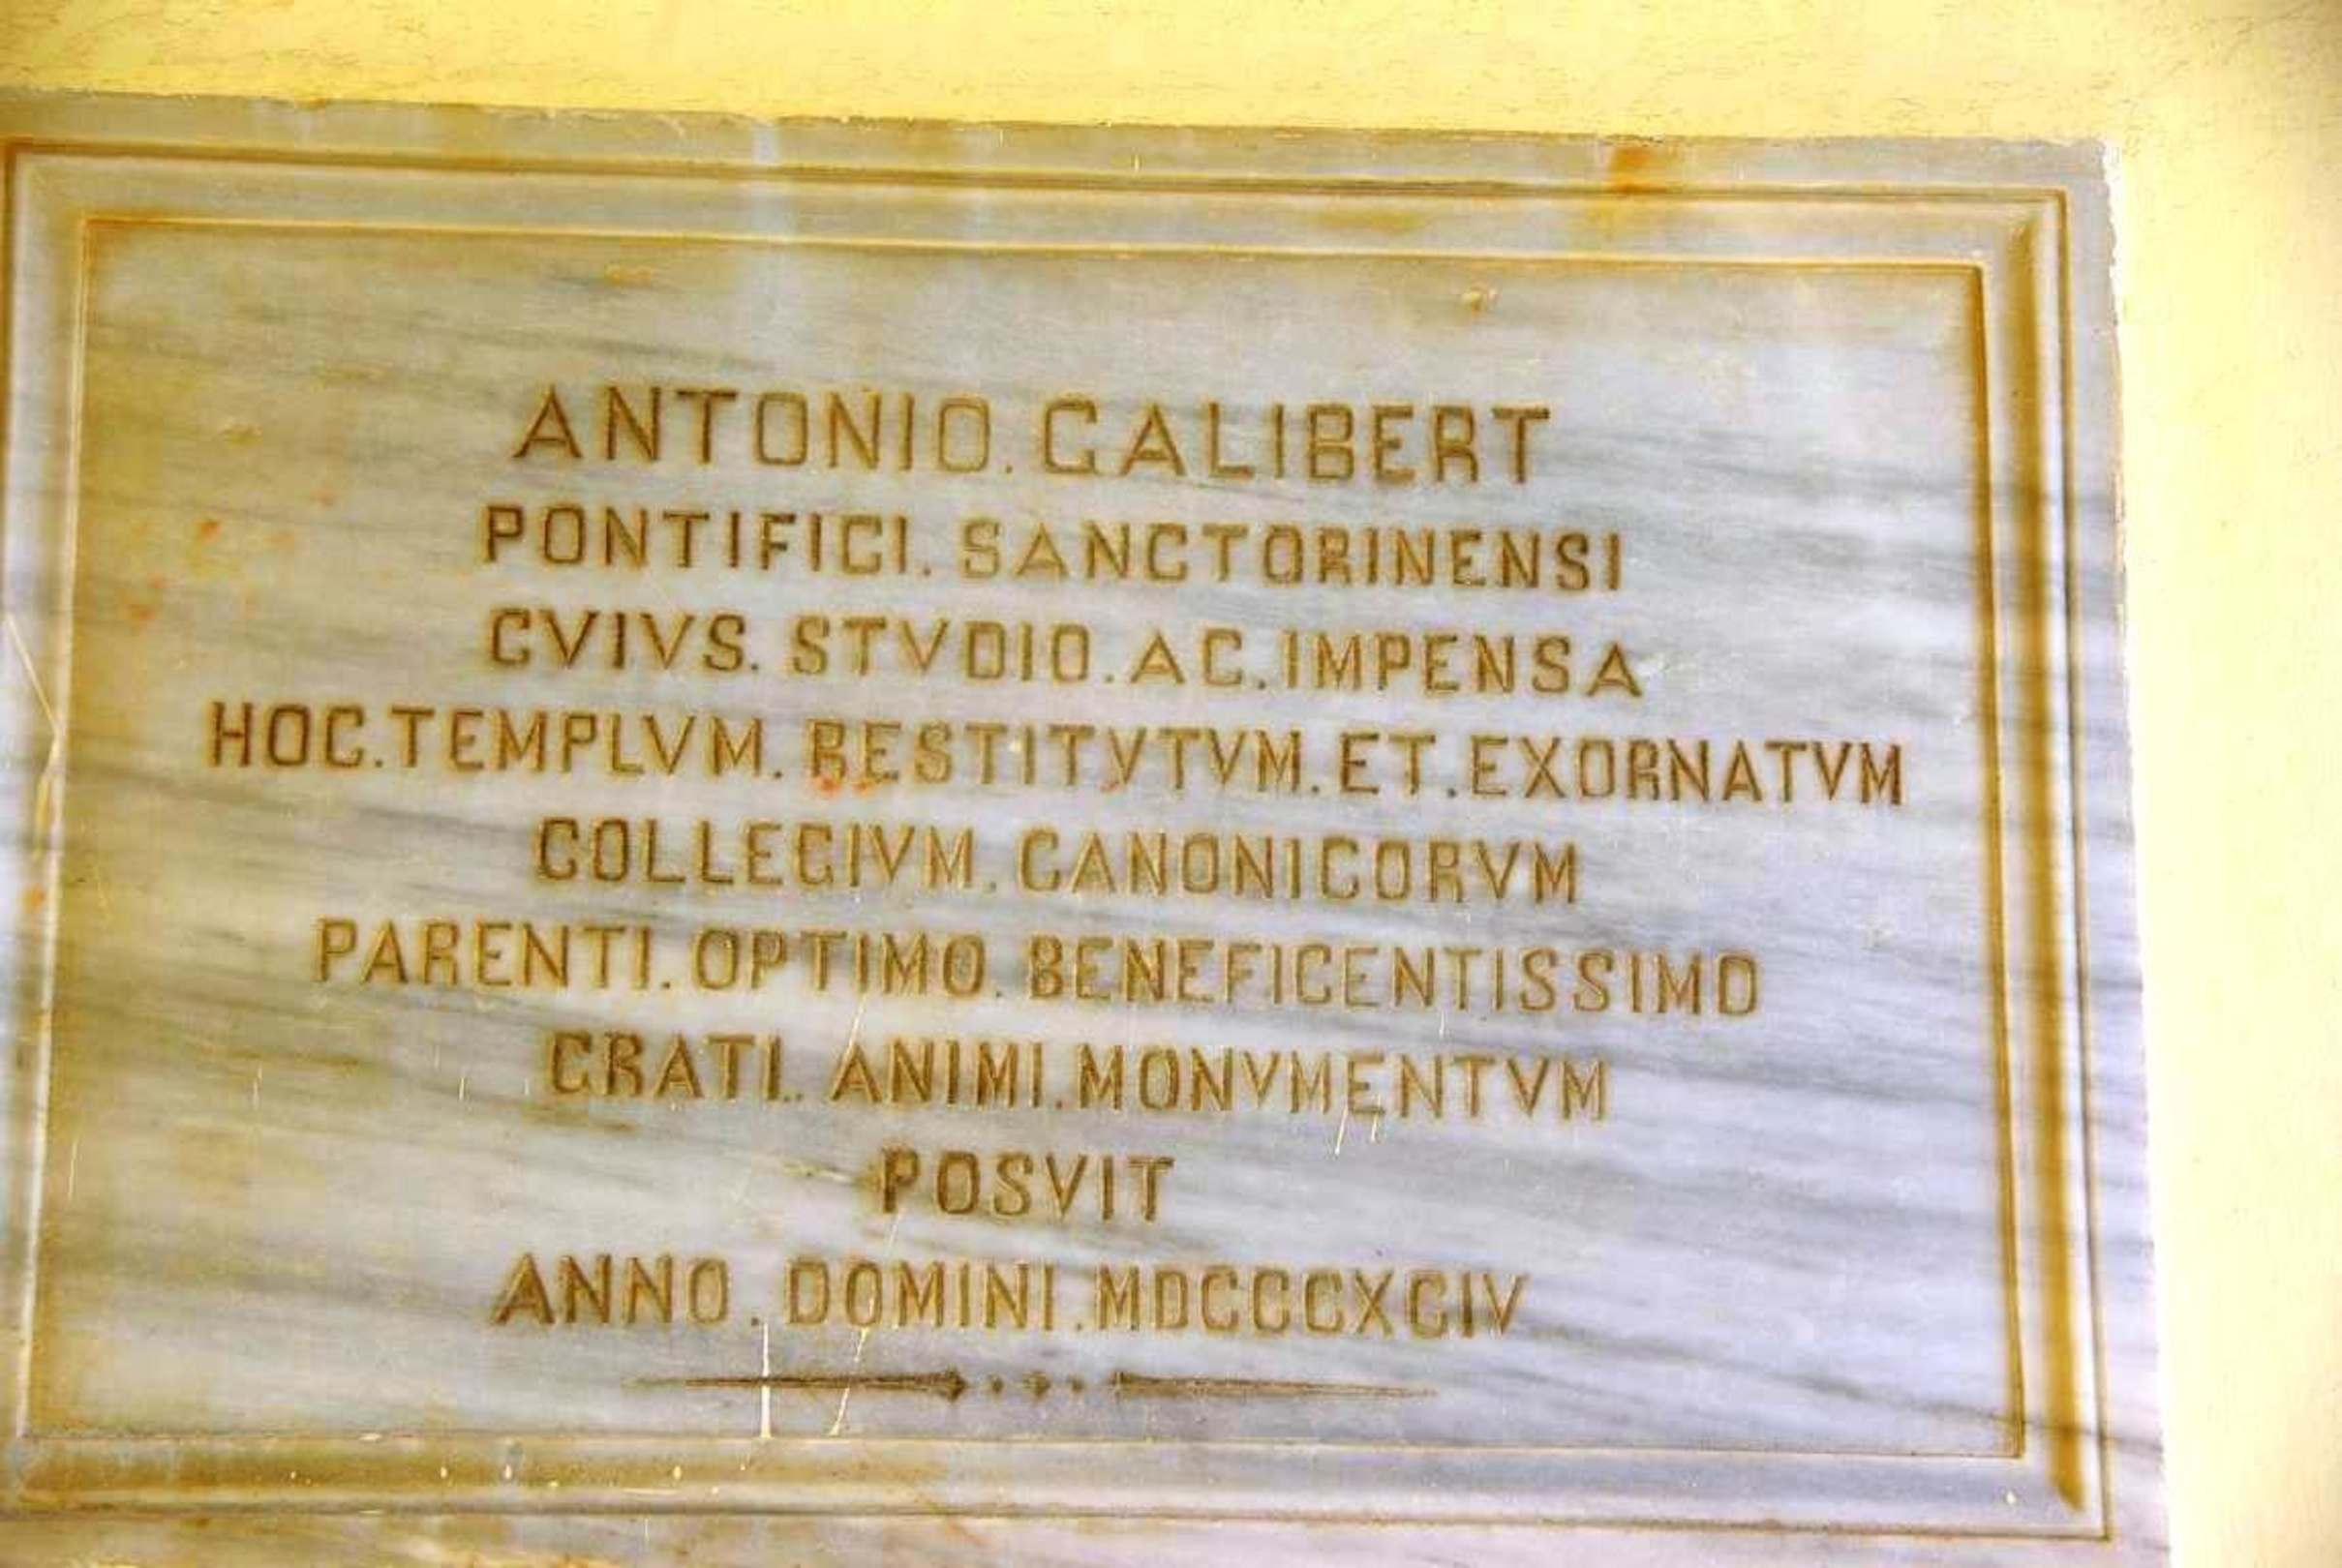 ANTONIO. GALIBERT
PONTIFICI. SANCTORINENSI
CVIVS. STVDIO. AC. IMPENSA
HOC. TEMPLVM. RESTITVTVM. ET. EXORNATVM
COLLEGIVM. CANONICORVM
PARENTI. OPTIMO. BENEFICENTISSIMO
GRATI. ANIMI. MONVMENTVM
POSVIT
ANNO. DOMINI. MDCCCXCIV